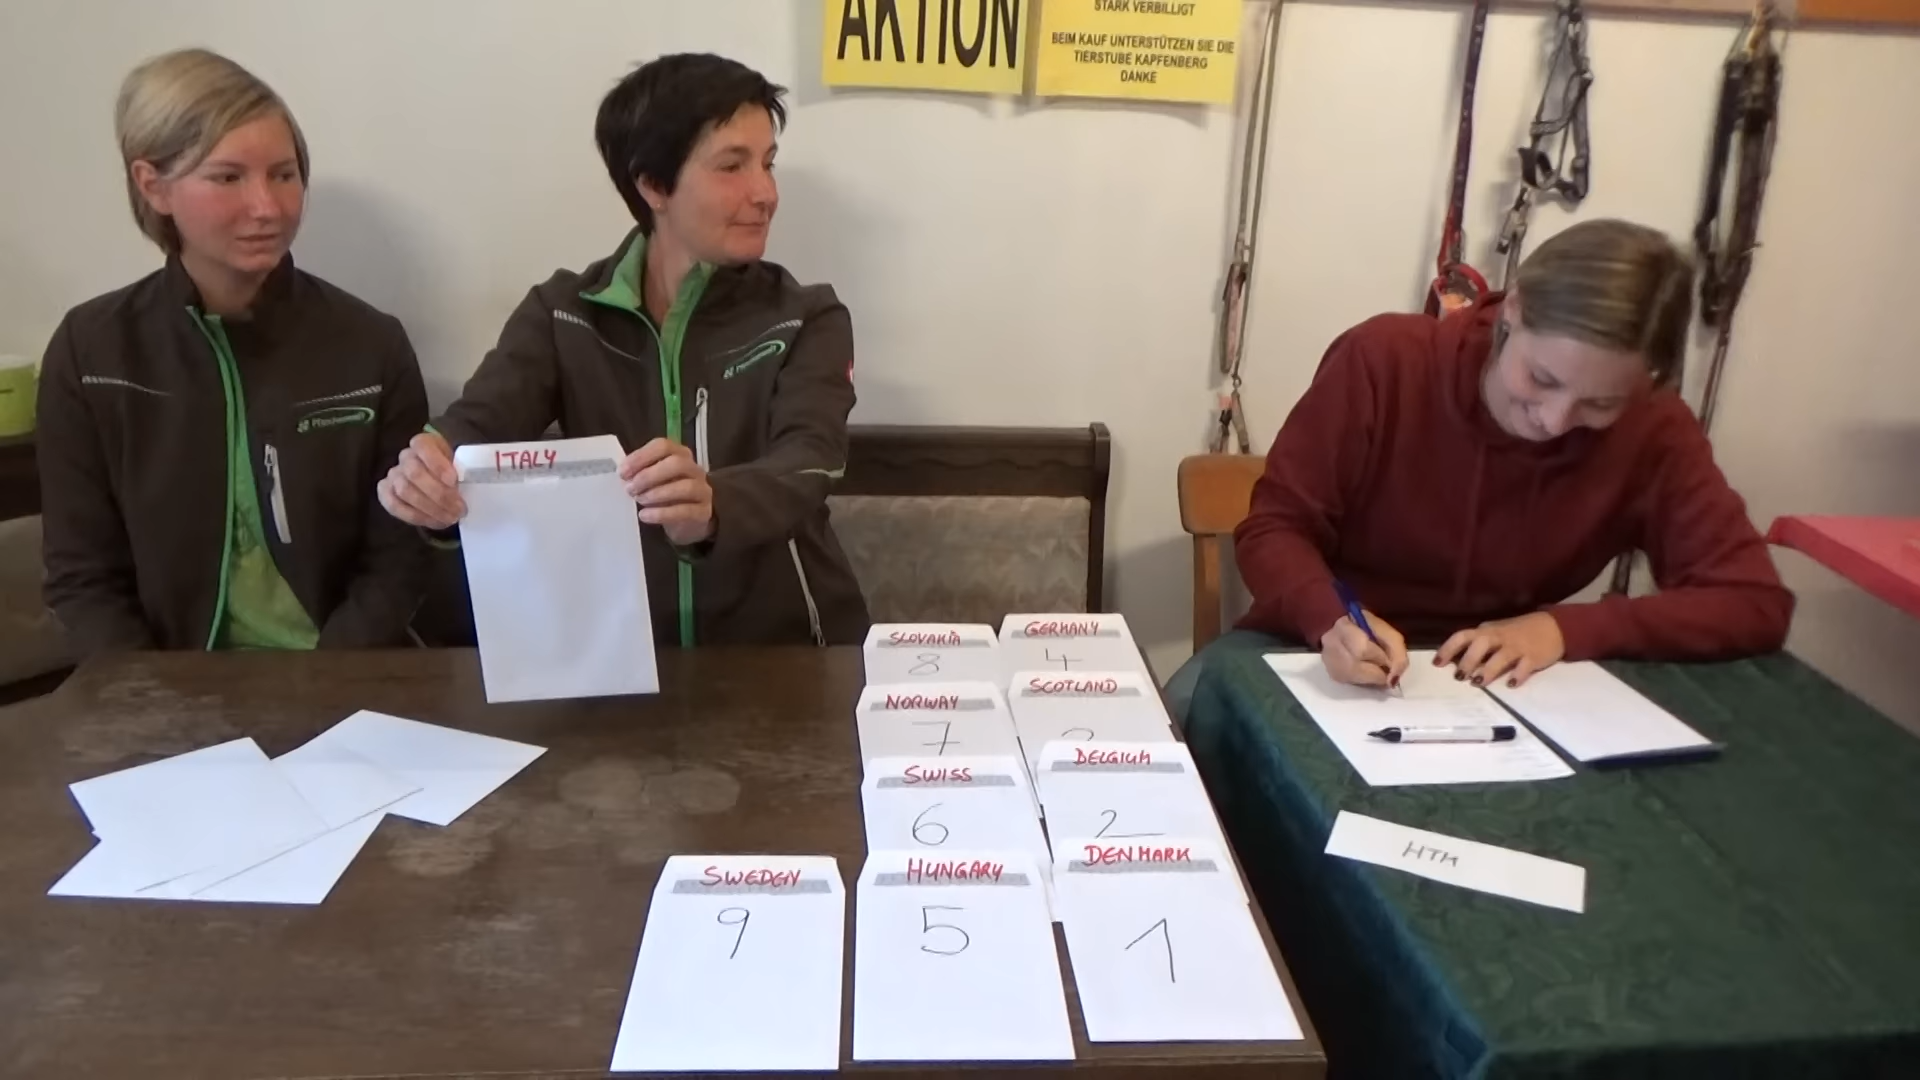 AKTION
STARK VERBILLIGT
BEIM KAUF UNTERSTÜTZEN SIE DIE
TIERSTUBE KAPFENBERG
DANKE
ITALY
SLOVAKIA
8
GERMANY
4
NORWAY
7
SCOTLAND
SWISS
6
BELGIUM
2
SWEDEN
9
HUNGARY
5
DENMARK
1
HTM